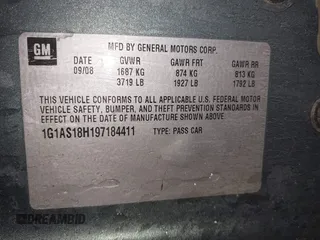 GM
MFD BY GENERAL MOTORS CORP.
DATE GVWR GAWR FRT GAWR RR
09/08 1687 KG 874 KG 813 KG
3719 LB 1927 LB 1792 LB
THIS VEHICLE CONFORMS TO ALL APPLICABLE U.S. FEDERAL MOTOR
VEHICLE SAFETY, BUMPER, AND THEFT PREVENTION STANDARDS
IN EFFECT ON THE DATE OF MANUFACTURE SHOWN ABOVE.
1G1AS18H197184411 TYPE: PASS CAR
DREAMBID